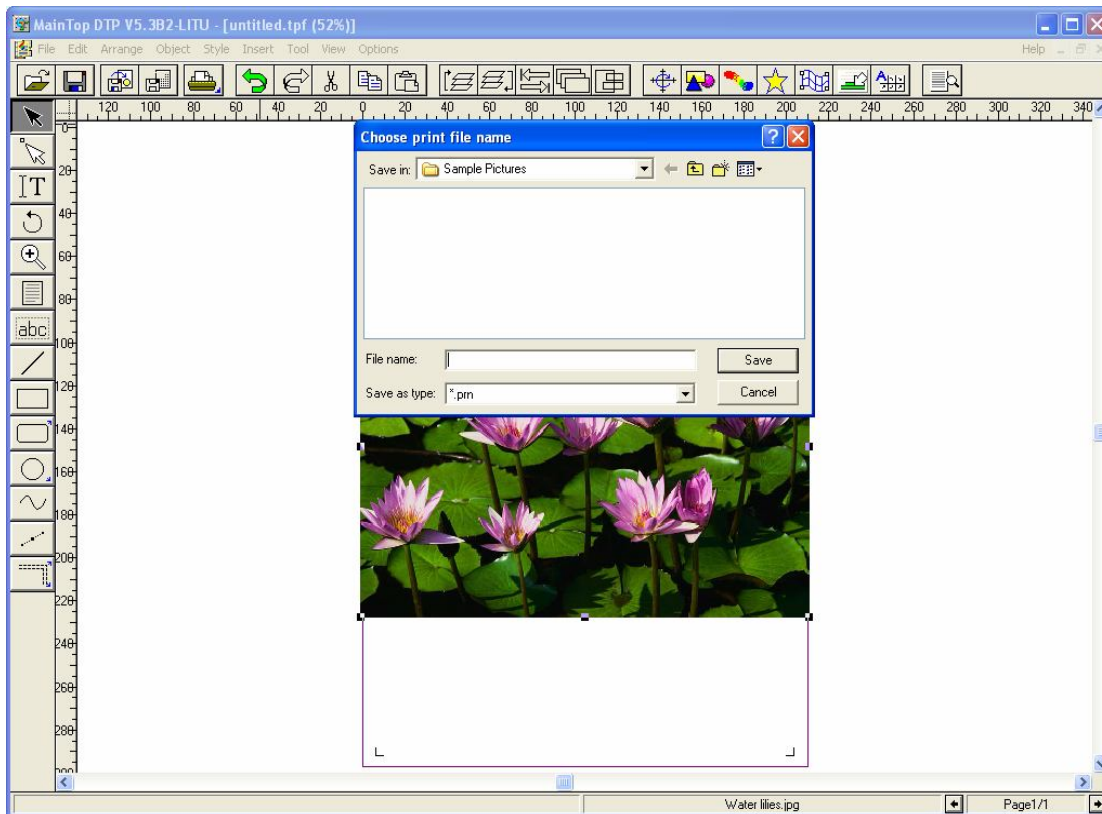 MainTop DTP V5.3B2-LITU - [untitled.tpf (52%)]
File Edit Arrange Object Style Insert Tool View Options Help
120 100 80 60 40 20 0 20 40 60 80 100 120 140 160 180 200 220 240 260 280 300 320 340
Choose print file name
Save in: Sample Pictures
File name: Save
Save as type: *.prn Cancel
T
abc
0
20
40
60
80
100
120
140
160
180
200
220
240
260
280
300
Water lilies.jpg Page1/1